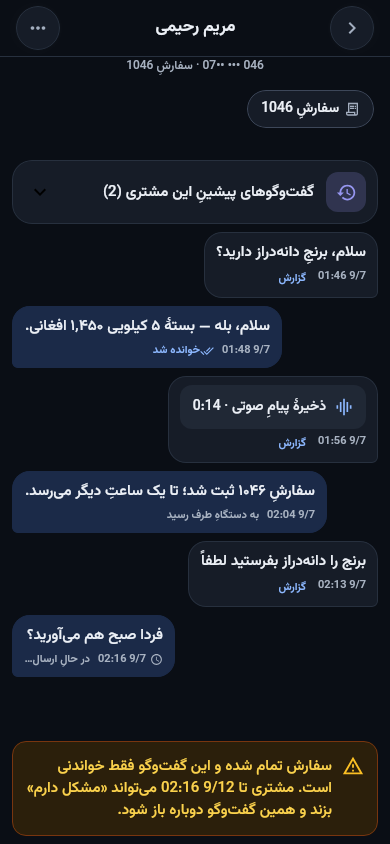 مریم رحیمی
046 ••• ••07 · سفارشِ 1046
سفارشِ 1046
گفت‌وگوهای پیشینِ این مشتری (2)
سلام، برنجِ دانه‌دراز دارید؟
01:46 9/7 گزارش
سلام، بله — بستهٔ ۵ کیلویی ۱,۴۵۰ افغانی.
01:48 9/7 خوانده شد
ذخیرهٔ پیامِ صوتی · 0:14
01:56 9/7 گزارش
سفارشِ ۱۰۴۶ ثبت شد؛ تا یک ساعتِ دیگر می‌رسد.
02:04 9/7 به دستگاهِ طرف رسید
برنج را دانه‌دراز بفرستید لطفاً
02:13 9/7 گزارش
فردا صبح هم می‌آورید؟
02:16 9/7 در حالِ ارسال…
سفارش تمام شده و این گفت‌وگو فقط خواندنی
است. مشتری تا 9/12 02:16 می‌تواند «مشکل دارم»
بزند و همین گفت‌وگو دوباره باز شود.